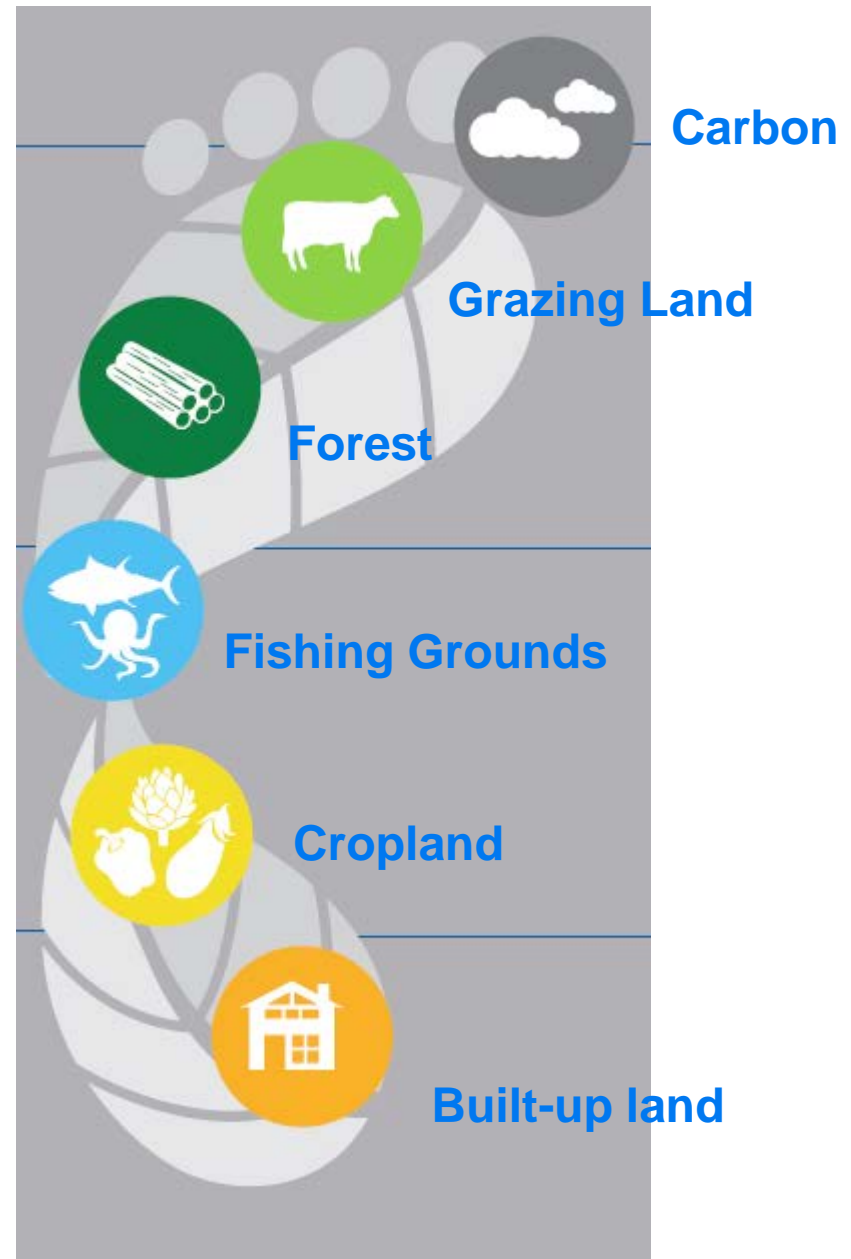 Carbon
Grazing Land
Forest
Fishing Grounds
Cropland
Built-up land